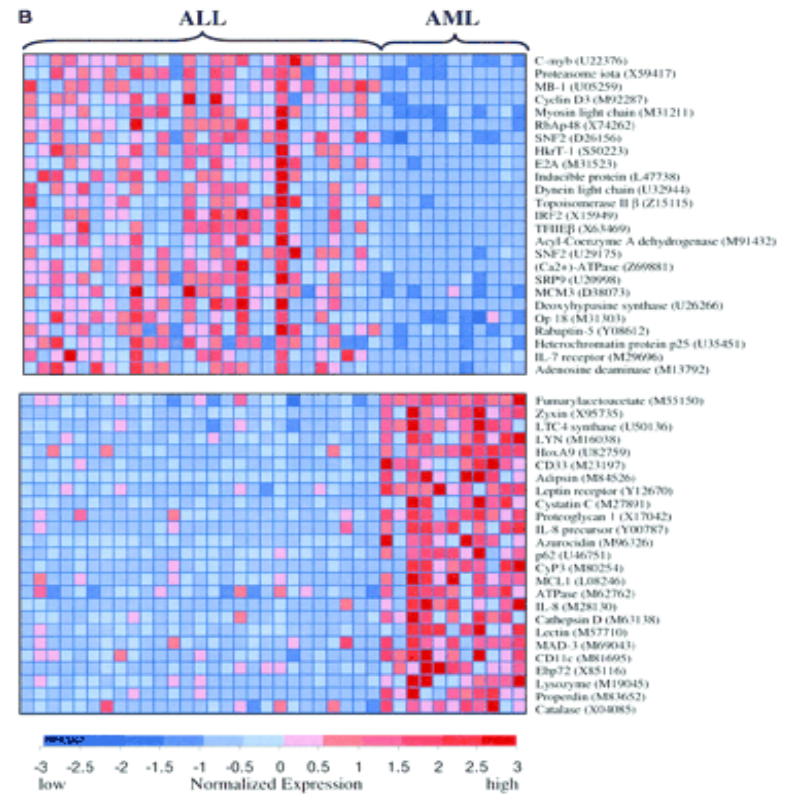 B
ALL AML
C-myb (U22376)
Proteasome iota (X59417)
MB-1 (U05259)
Cyclin D3 (M92287)
Myosin light chain (M31211)
RbAp48 (X74262)
SNF2 (D26156)
HkrT-1 (S50223)
E2A (M31523)
Inducible protein (L47738)
Dynein light chain (U32944)
Topoisomerase II β (Z15115)
IRF2 (X15949)
TFIIEβ (X63469)
Acyl-Coenzyme A dehydrogenase (M91432)
SNF2 (U29175)
(Ca2+)-ATPase (Z69881)
SRP9 (U20998)
MCM3 (D38073)
Deoxyhypusine synthase (U26266)
Op 18 (M31303)
Rabaptin-5 (Y08612)
Heterochromatin protein p25 (U35451)
IL-7 receptor (M29696)
Adenosine deaminase (M13792)
Fumarylacetoacetate (M55150)
Zyxin (X95735)
LTC4 synthase (U50136)
LYN (M16038)
HoxA9 (U82759)
CD33 (M23197)
Adipsin (M84526)
Leptin receptor (Y12670)
Cystatin C (M27891)
Proteoglycan 1 (X17042)
IL-8 precursor (Y00787)
Azurocidin (M96326)
p62 (U46751)
CyP3 (M80254)
MCL1 (L08246)
ATPase (M62762)
IL-8 (M28130)
Cathepsin D (M63138)
Lectin (M57710)
MAD-3 (M69043)
CD11c (M81695)
Ebp72 (X85116)
Lysozyme (M19045)
Properdin (M83652)
Catalase (X04085)
-3 -2.5 -2 -1.5 -1 -0.5 0 0.5 1 1.5 2 2.5 3
low Normalized Expression high